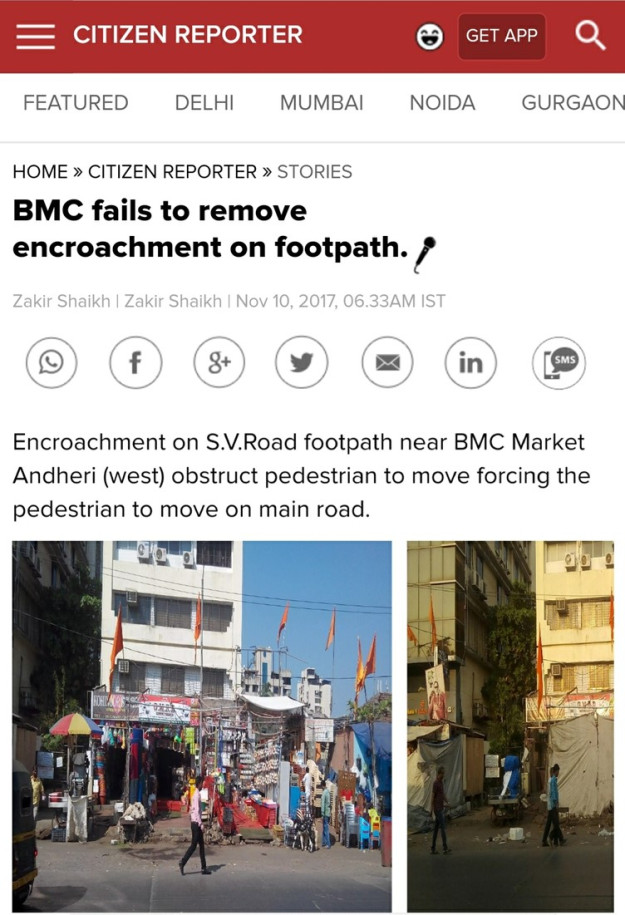 CITIZEN REPORTER
GET APP
FEATURED DELHI MUMBAI NOIDA GURGAON
HOME » CITIZEN REPORTER » STORIES
BMC fails to remove
encroachment on footpath.
Zakir Shaikh | Zakir Shaikh | Nov 10, 2017, 06.33AM IST
f g+ in SMS
Encroachment on S.V.Road footpath near BMC Market
Andheri (west) obstruct pedestrian to move forcing the
pedestrian to move on main road.